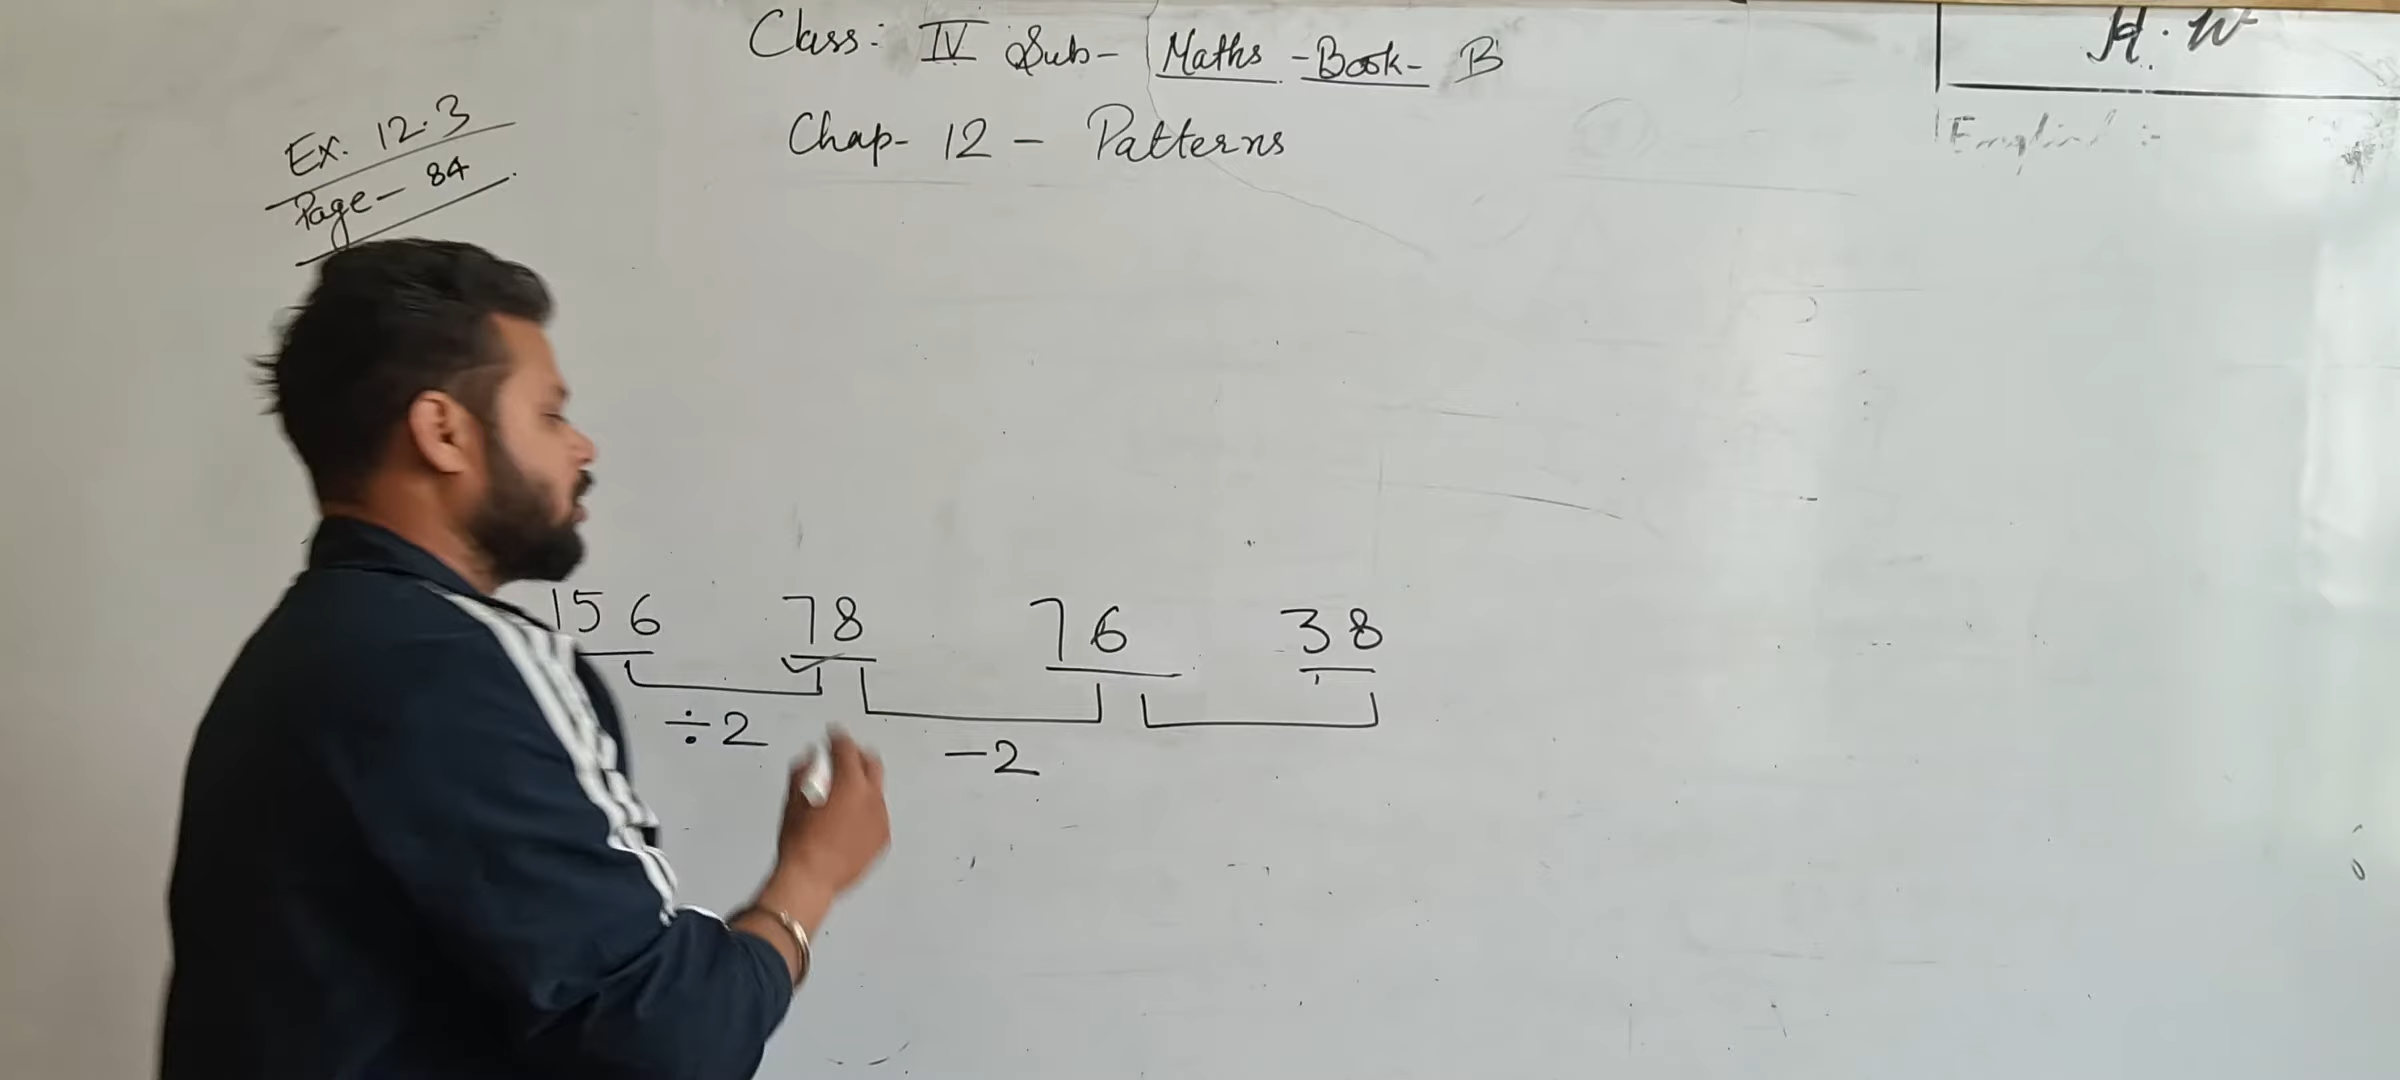 Class: IV Sub- Maths - Book- B
H.W
Chap- 12 - Patterns
English :-
Ex. 12.3
Page- 84
156 78 76 38
÷2
-2